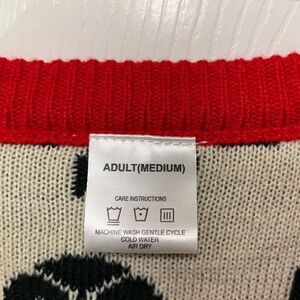 ADULT(MEDIUM)
CARE INSTRUCTIONS
MACHINE WASH GENTLE CYCLE
COLD WATER
AIR DRY